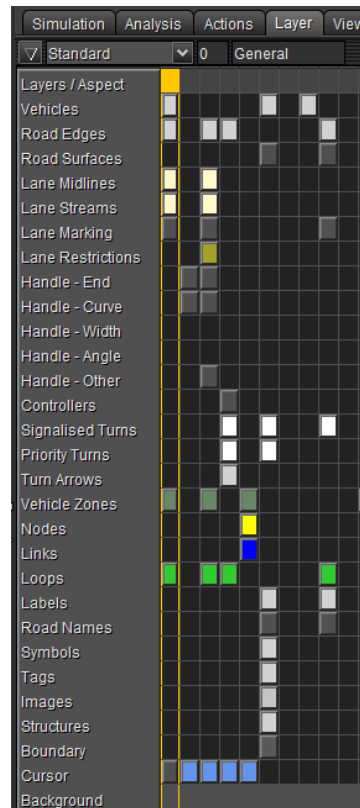 Simulation Analysis Actions Layer View
Standard 0 General
Layers / Aspect
Vehicles
Road Edges
Road Surfaces
Lane Midlines
Lane Streams
Lane Marking
Lane Restrictions
Handle - End
Handle - Curve
Handle - Width
Handle - Angle
Handle - Other
Controllers
Signalised Turns
Priority Turns
Turn Arrows
Vehicle Zones
Nodes
Links
Loops
Labels
Road Names
Symbols
Tags
Images
Structures
Boundary
Cursor
Background